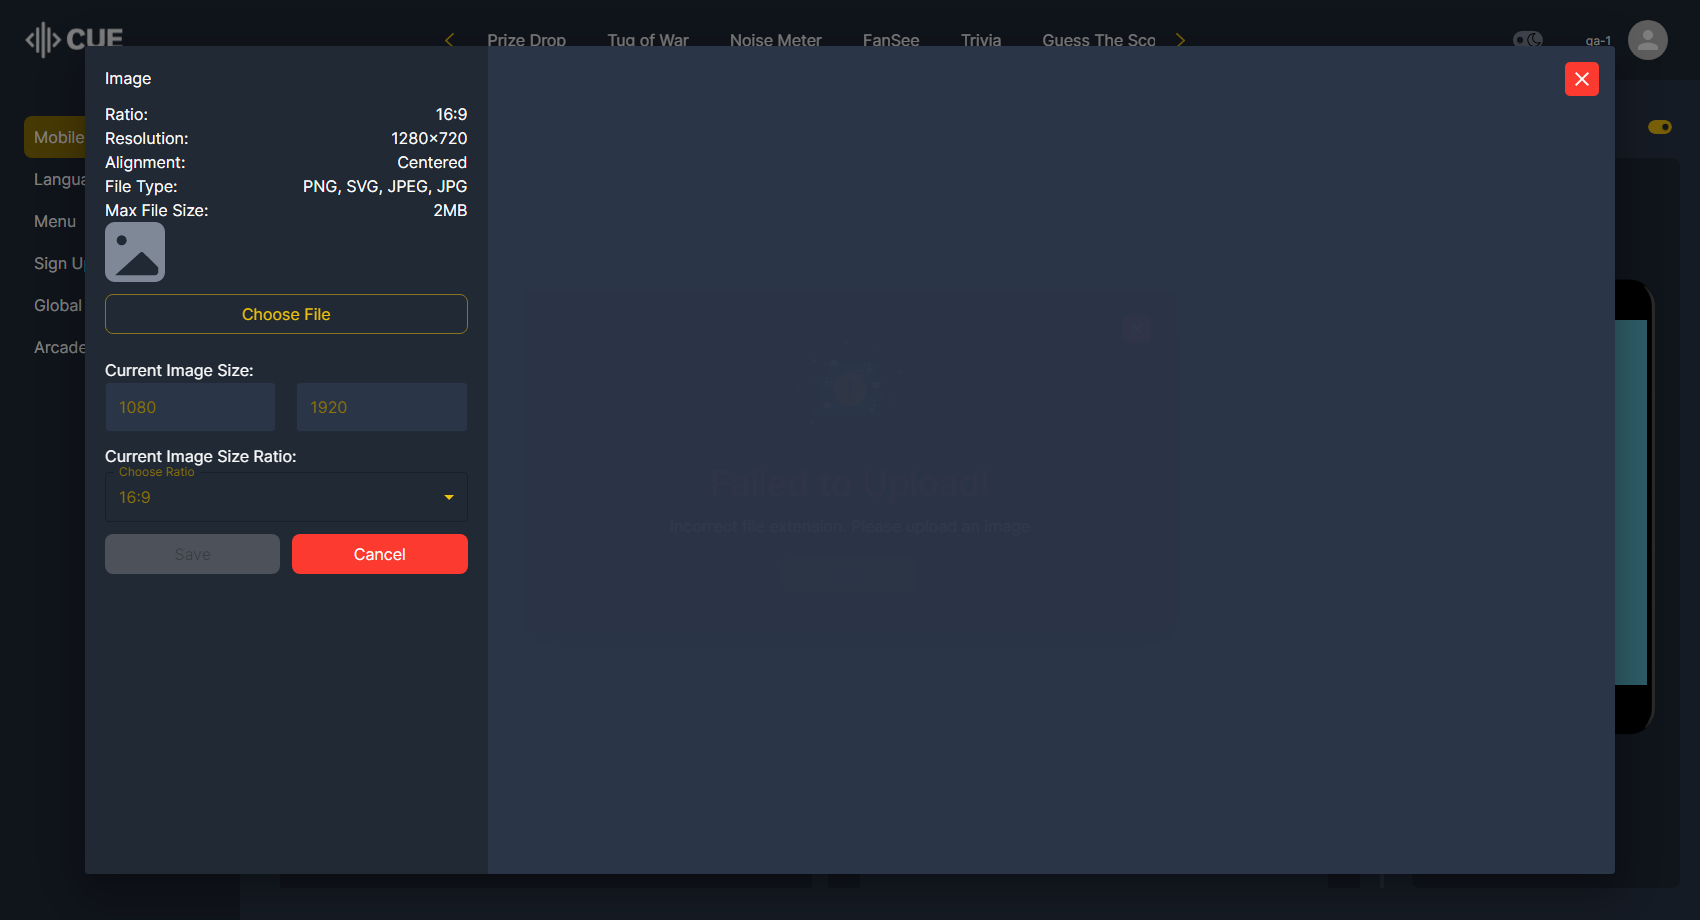 CUE
Prize Drop
Tug of War
Noise Meter
FanSee
Trivia
Guess The Sco
qa-1
Mobile
Langua
Menu
Sign U
Global
Arcade
Image
Ratio: 16:9
Resolution: 1280×720
Alignment: Centered
File Type: PNG, SVG, JPEG, JPG
Max File Size: 2MB
Choose File
Current Image Size:
1080 1920
Current Image Size Ratio:
Choose Ratio
16:9
Save Cancel
Failed to Upload!
Incorrect file extension. Please upload an image